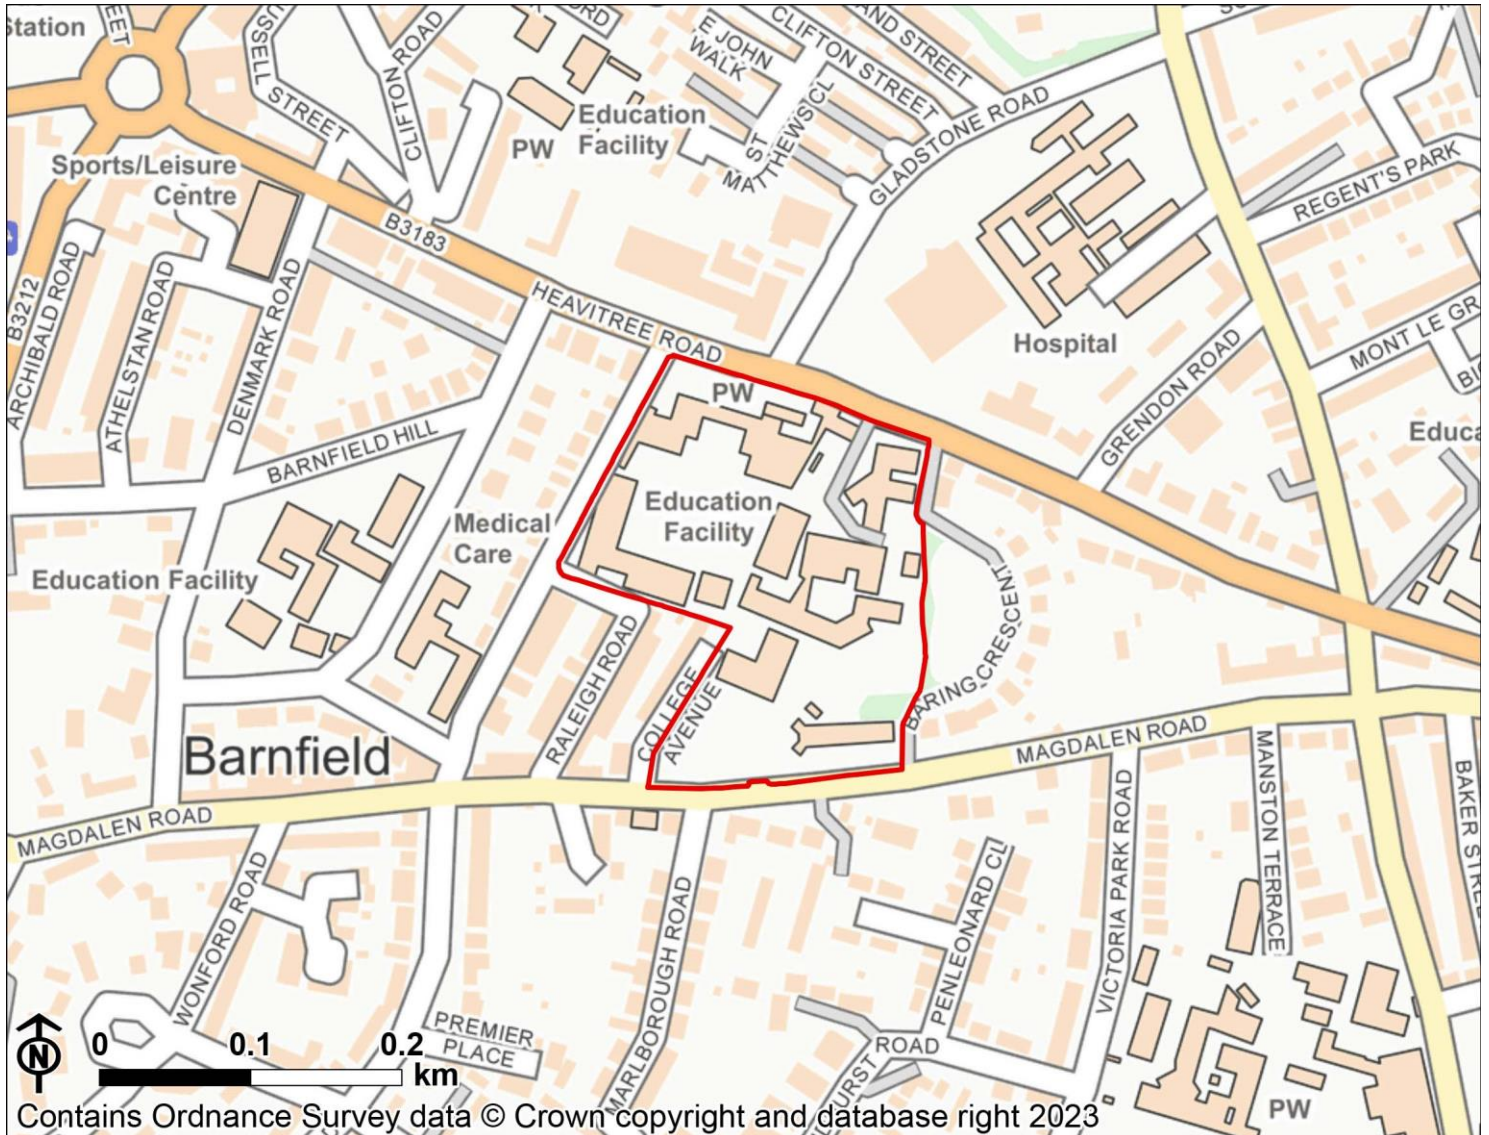 Station
REET
RUSSELL STREET
CLIFTON ROAD
E JOHN
WALK
CLIFTON STREET
AND STREET
Education
Facility
PW
ST
MATTHEWS CL
GLADSTONE ROAD
REGENT'S PARK
Sports/Leisure
Centre
B3183
B3212
ARCHIBALD ROAD
ATHELSTAN ROAD
DENMARK ROAD
HEAVITREE ROAD
Hospital
MONT LE GR
GRENDON ROAD
PW
BARNFIELD HILL
Educa
Medical
Care
Education
Facility
Education Facility
RALEIGH ROAD
COLLEGE
AVENUE
BARING CRESCENT
Barnfield
MAGDALEN ROAD
MAGDALEN ROAD
MANSTON TERRACE
BAKER STREE
VICTORIA PARK ROAD
PENLEONARD CL
WONFORD ROAD
MARLBOROUGH ROAD
PREMIER
PLACE
ROAD
HURST
PW
N
0 0.1 0.2
km
Contains Ordnance Survey data © Crown copyright and database right 2023